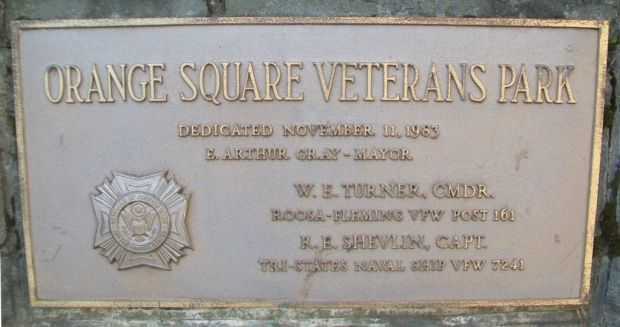 ORANGE SQUARE VETERANS PARK
DEDICATED NOVEMBER 11, 1983
E. ARTHUR GRAY - MAYOR
W. E. TURNER, CMDR.
ROOSA-FLEMING VFW POST 161
R. E. SHEVLIN, CAPT.
TRI-STATES NAVAL SHIP VFW 7241